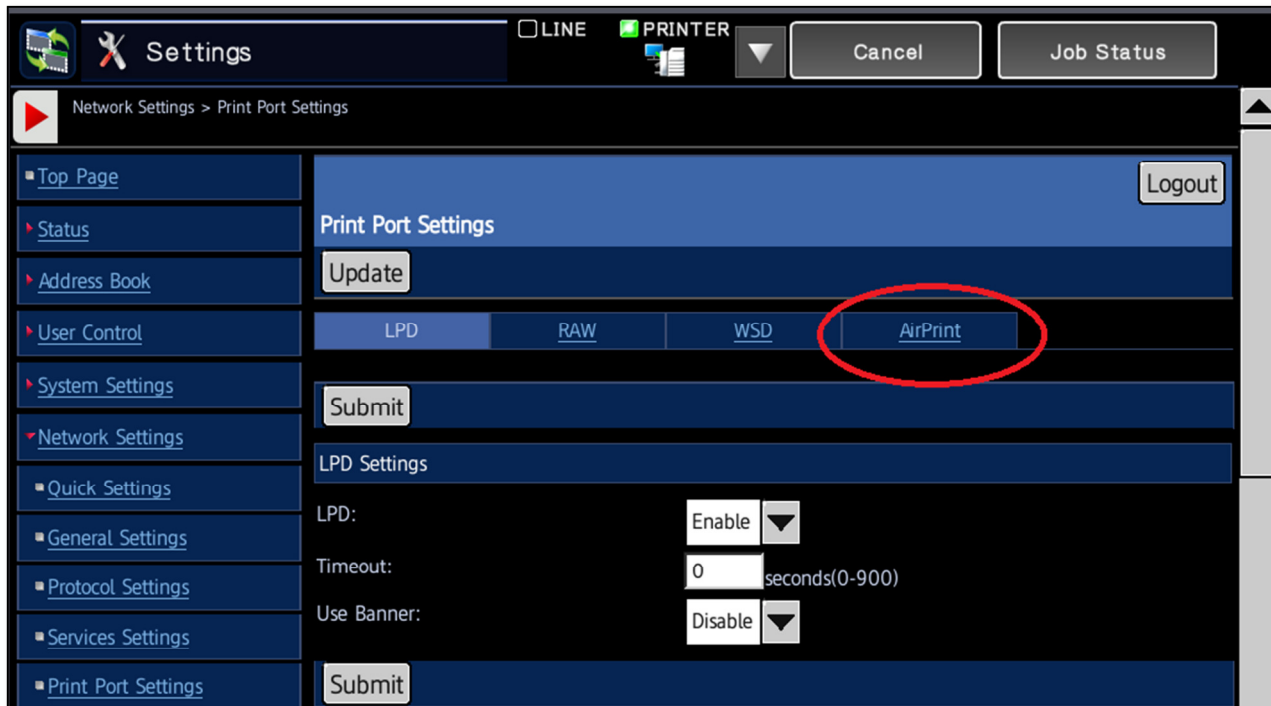 Settings
LINE
PRINTER
Cancel
Job Status
Network Settings > Print Port Settings
Top Page
Status
Address Book
User Control
System Settings
Network Settings
Quick Settings
General Settings
Protocol Settings
Services Settings
Print Port Settings
Logout
Print Port Settings
Update
LPD RAW WSD AirPrint
Submit
LPD Settings
LPD: Enable
Timeout: 0 seconds(0-900)
Use Banner: Disable
Submit